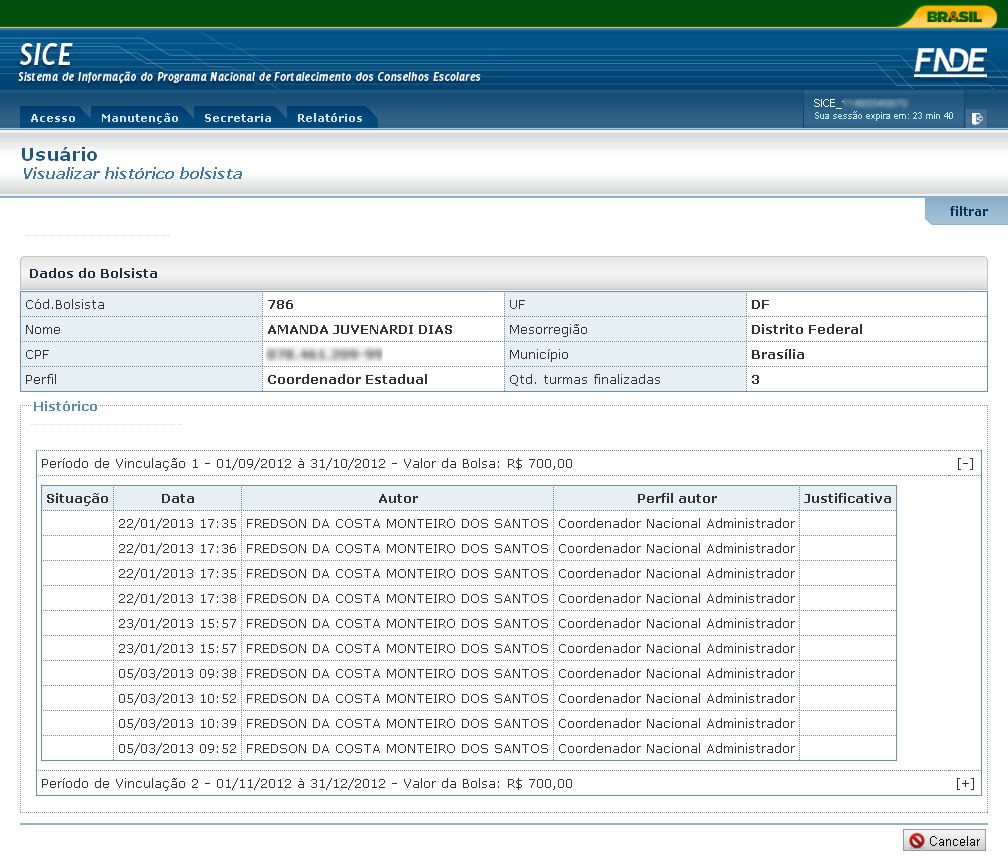 BRASIL
SICE
Sistema de Informação do Programa Nacional de Fortalecimento dos Conselhos Escolares
FNDE
SICE_
Sua sessão expira em: 23 min 40
Acesso Manutenção Secretaria Relatórios
Usuário
Visualizar histórico bolsista
filtrar
Dados do Bolsista
Cód.Bolsista 786 UF DF
Nome AMANDA JUVENARDI DIAS Mesorregião Distrito Federal
CPF Município Brasília
Perfil Coordenador Estadual Qtd. turmas finalizadas 3
Histórico
Período de Vinculação 1 - 01/09/2012 à 31/10/2012 - Valor da Bolsa: R$ 700,00 [-]
Situação Data Autor Perfil autor Justificativa
22/01/2013 17:35 FREDSON DA COSTA MONTEIRO DOS SANTOS Coordenador Nacional Administrador
22/01/2013 17:36 FREDSON DA COSTA MONTEIRO DOS SANTOS Coordenador Nacional Administrador
22/01/2013 17:35 FREDSON DA COSTA MONTEIRO DOS SANTOS Coordenador Nacional Administrador
22/01/2013 17:38 FREDSON DA COSTA MONTEIRO DOS SANTOS Coordenador Nacional Administrador
23/01/2013 15:57 FREDSON DA COSTA MONTEIRO DOS SANTOS Coordenador Nacional Administrador
23/01/2013 15:57 FREDSON DA COSTA MONTEIRO DOS SANTOS Coordenador Nacional Administrador
05/03/2013 09:38 FREDSON DA COSTA MONTEIRO DOS SANTOS Coordenador Nacional Administrador
05/03/2013 10:52 FREDSON DA COSTA MONTEIRO DOS SANTOS Coordenador Nacional Administrador
05/03/2013 10:39 FREDSON DA COSTA MONTEIRO DOS SANTOS Coordenador Nacional Administrador
05/03/2013 09:52 FREDSON DA COSTA MONTEIRO DOS SANTOS Coordenador Nacional Administrador
Período de Vinculação 2 - 01/11/2012 à 31/12/2012 - Valor da Bolsa: R$ 700,00 [+]
Cancelar